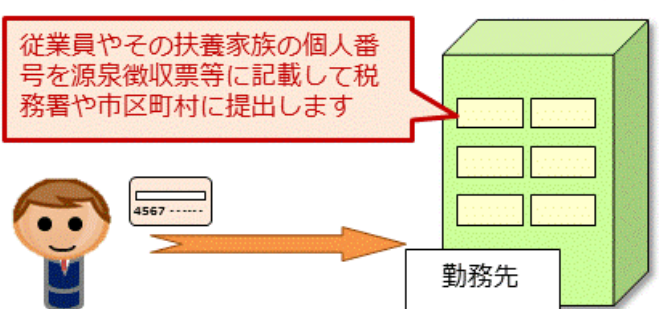 従業員やその扶養家族の個人番
号を源泉徴収票等に記載して税
務署や市区町村に提出します
4567 ------
勤務先